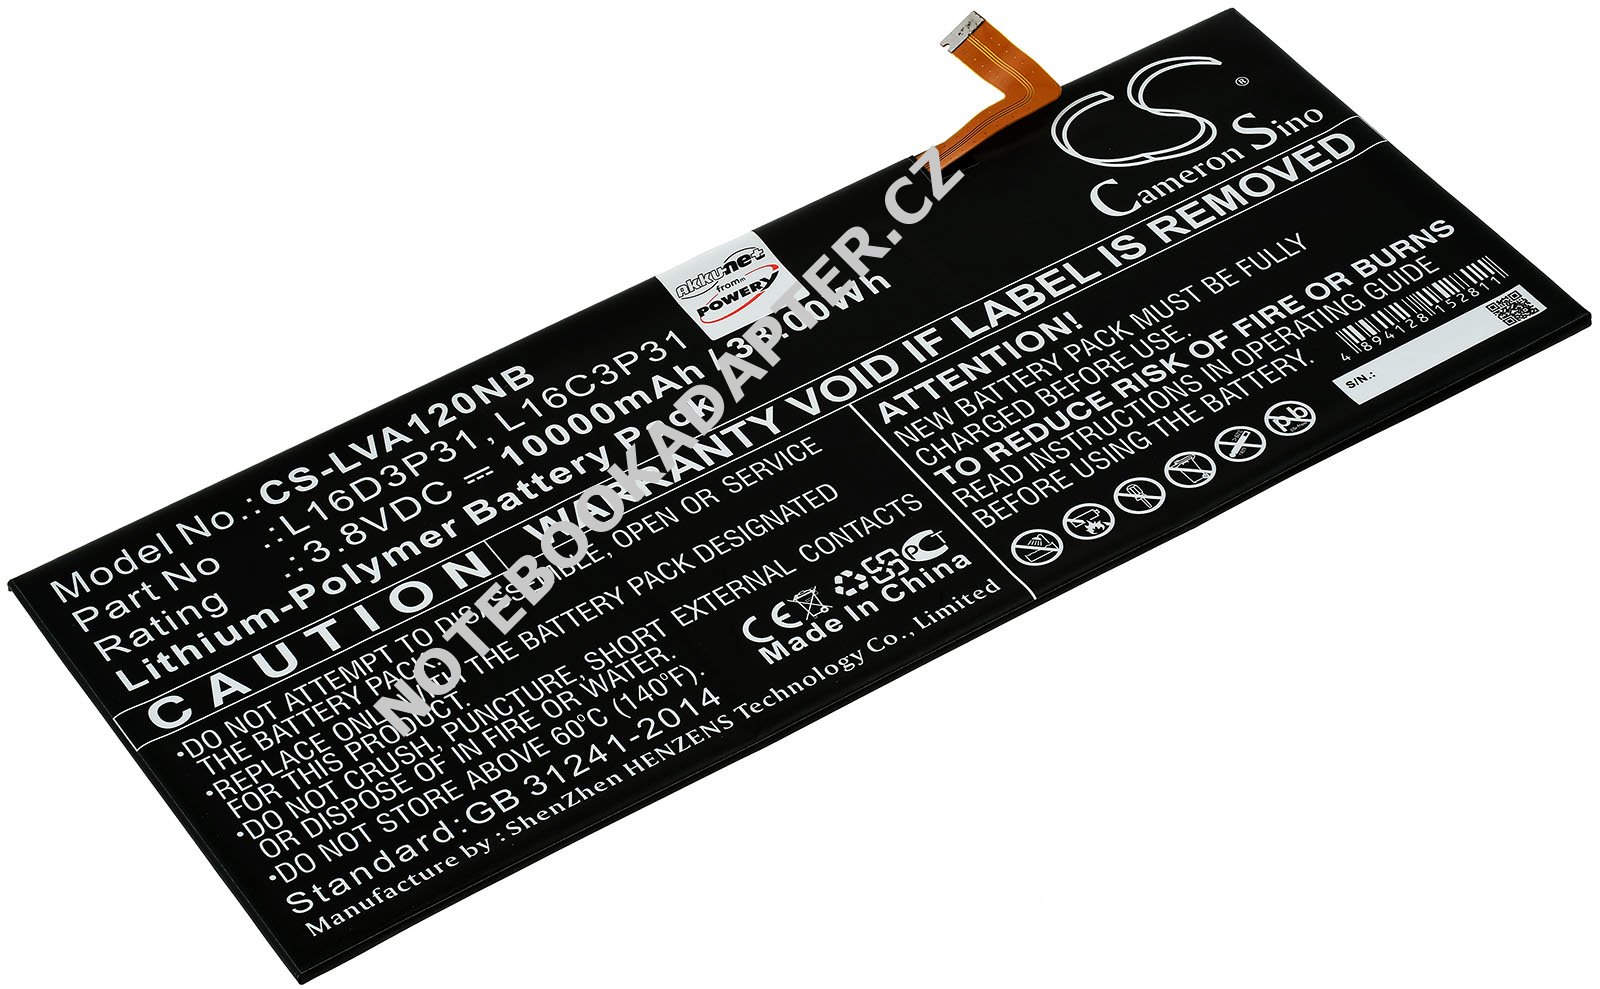 CS®
Cameron Sino
Model No .:CS-LVA120NB
Part No .:L16D3P31, L16C3P31
Rating .:3.8VDC ⎓ 10000mAh / 38.00Wh
Lithium-Polymer Battery Pack
akku-net
from
POWERY
CAUTION
WARRANTY VOID IF LABEL IS REMOVED
·DO NOT ATTEMPT TO DISASSEMBLE, OPEN OR SERVICE
THE BATTERY PACK.
·REPLACE ONLY WITH THE BATTERY PACK DESIGNATED
FOR THIS PRODUCT.
·DO NOT CRUSH, PUNCTURE, SHORT EXTERNAL CONTACTS
OR DISPOSE OF IN FIRE OR WATER.
·DO NOT STORE ABOVE 60°C (140°F).
Standard:GB 31241-2014
Manufacture by : ShenZhen HENZENS Technology Co., Limited
CE
Made In China
ATTENTION!
NEW BATTERY PACK MUST BE FULLY
CHARGED BEFORE USE.
TO REDUCE RISK OF FIRE OR BURNS
READ INSTRUCTIONS IN OPERATING GUIDE
BEFORE USING THE BATTERY.
Pb
4894128152811
S/N.:
NOTEBOOKADAPTER.CZ